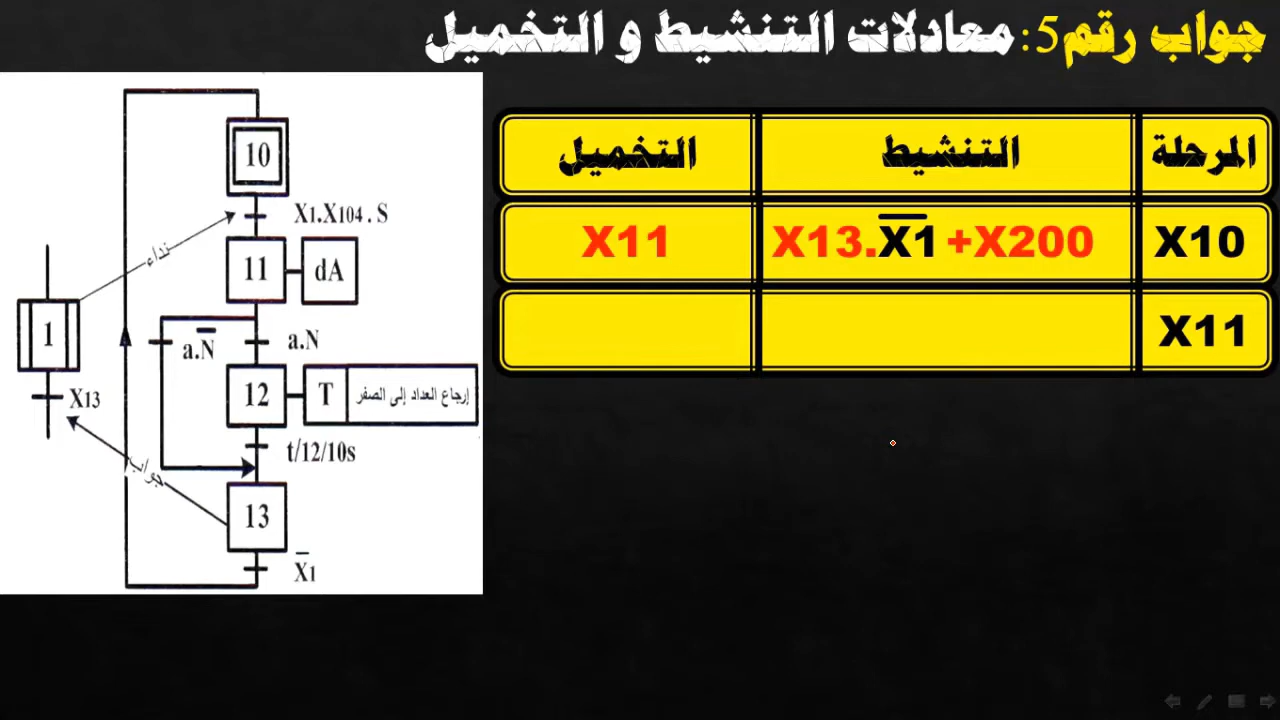 جواب رقم5: معادلات التنشيط و التخميل
المرحلة التنشيط التخميل
X10 X13.X̅1̅+X200 X11
X11
10
X1.X104.S
نداء
11 dA
1
a.N̅ a.N
X13
12 T إرجاع العداد إلى الصفر
t/12/10s
جواب
13
X̅1